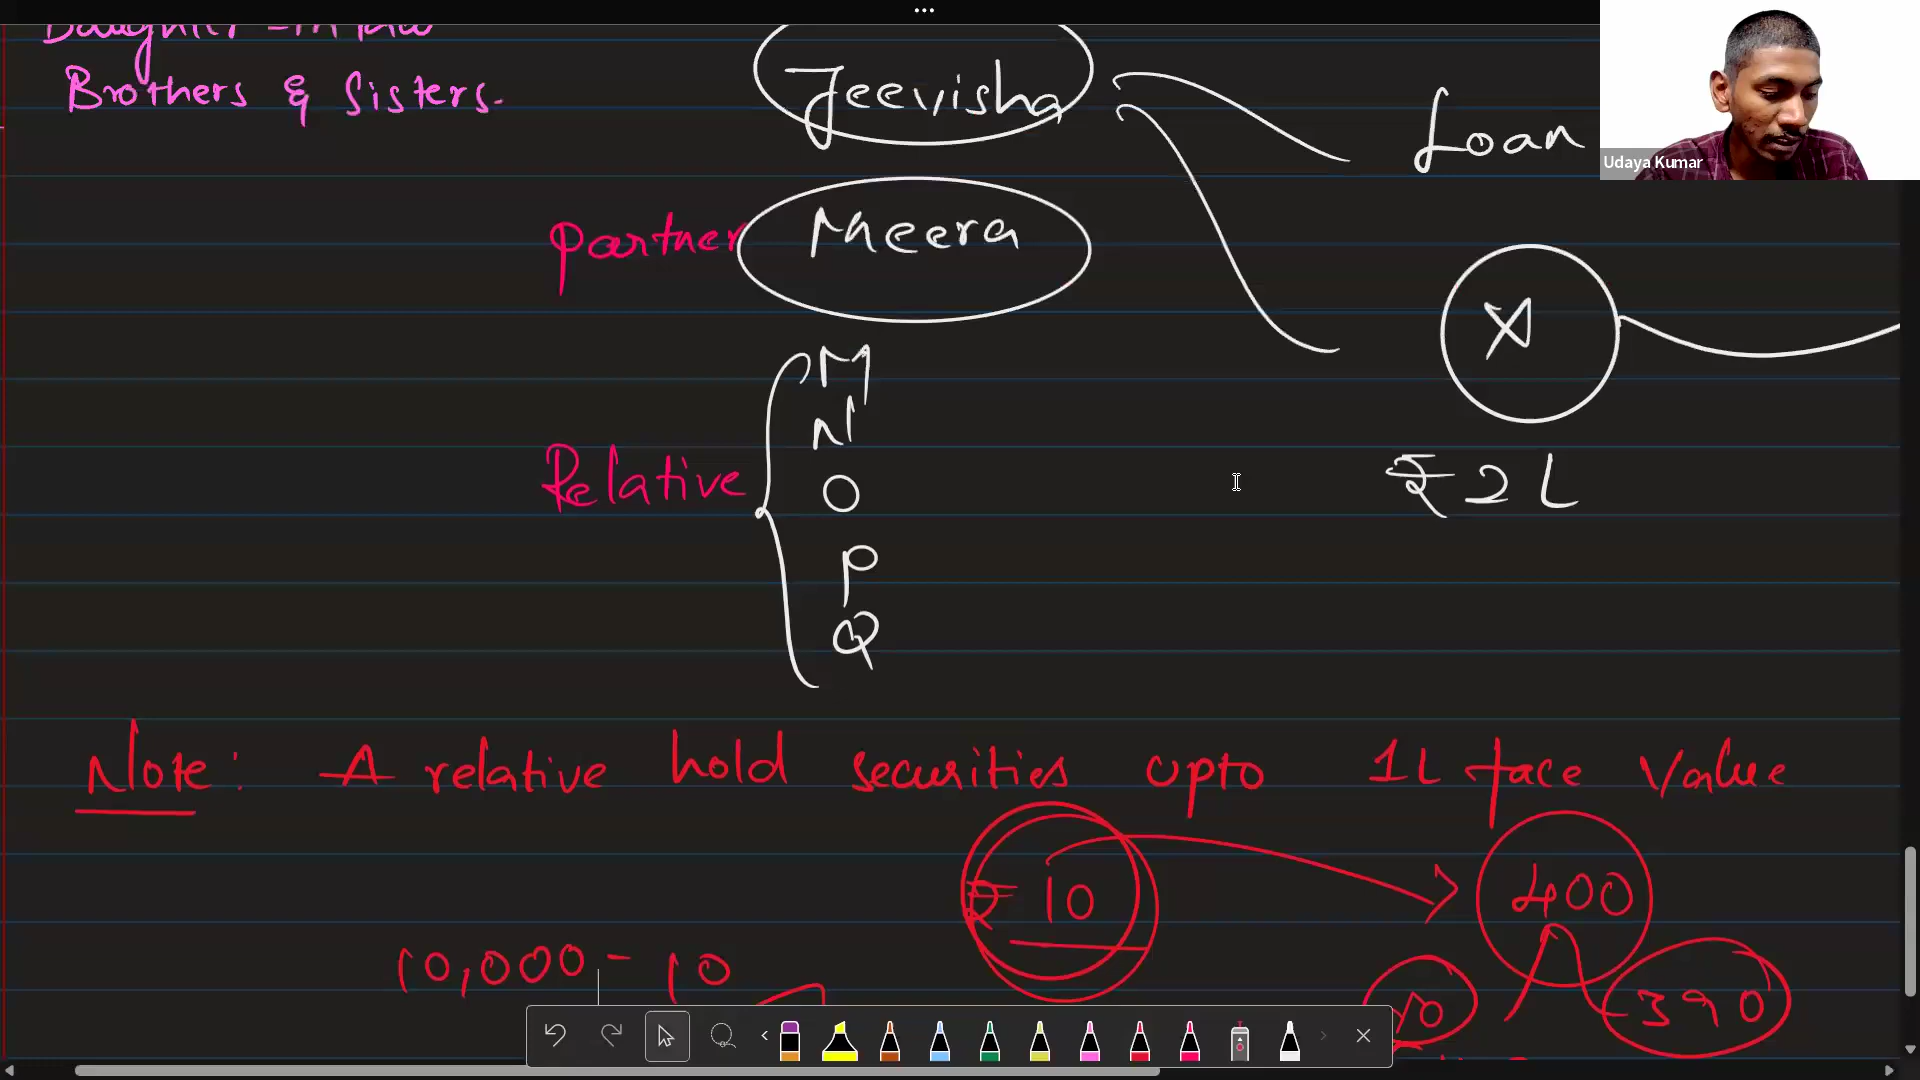 Brothers & Sisters.
Jeevisha
Loan
Udaya Kumar
Partner
Meera
X
M
N
O
P
Q
Relative
₹ 2 L
Note: A relative hold securities upto 1L face value
₹ 10
400
10,000 - 10
10
390